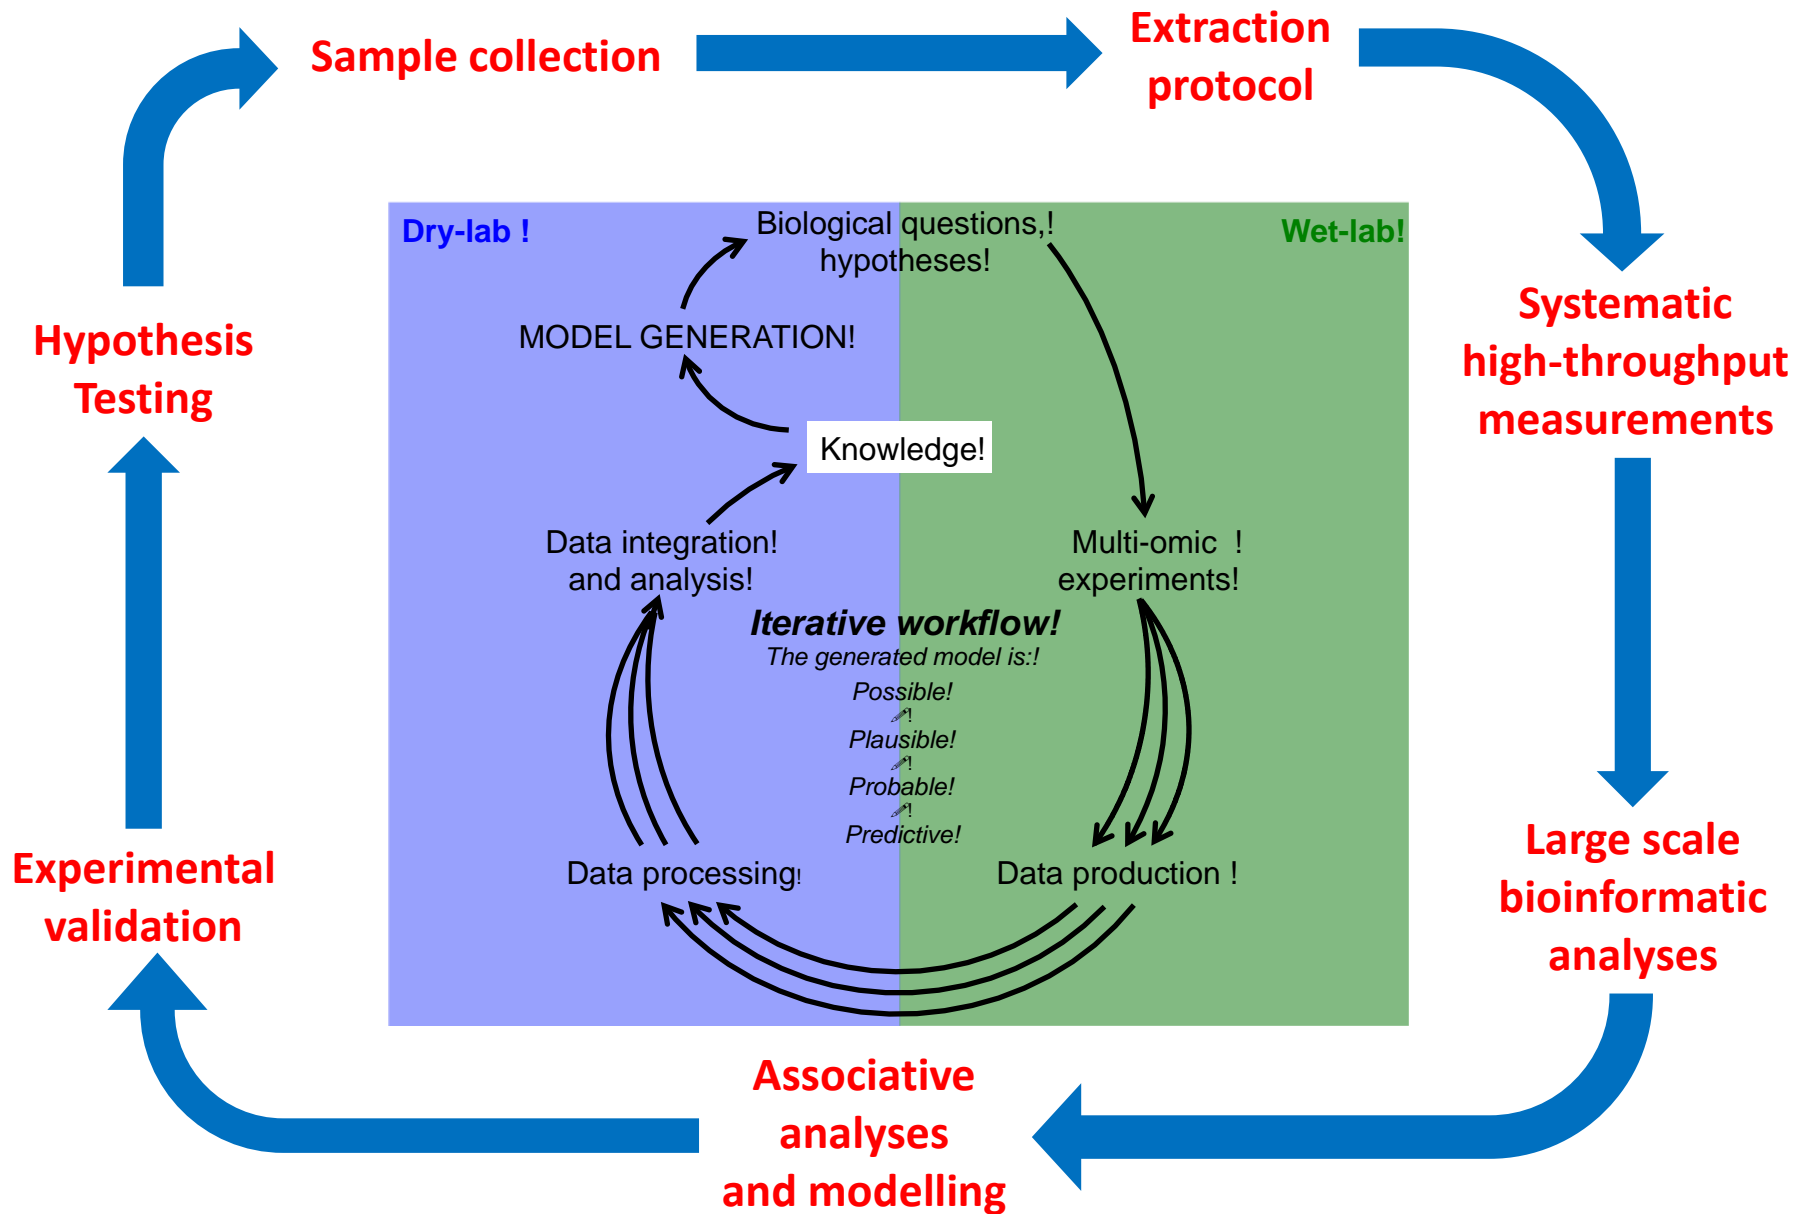 Sample collection
Extraction
protocol
Systematic
high-throughput
measurements
Large scale
bioinformatic
analyses
Associative
analyses
and modelling
Experimental
validation
Hypothesis
Testing
Dry-lab !
Wet-lab!
Biological questions,!
hypotheses!
MODEL GENERATION!
Knowledge!
Data integration!
and analysis!
Multi-omic  !
experiments!
Iterative workflow!
The generated model is:!
Possible!
🖉!
Plausible!
🖉!
Probable!
🖉!
Predictive!
Data processing!
Data production !